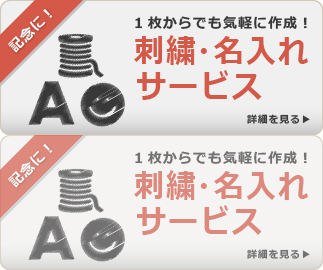 記念に！
1枚からでも気軽に作成！
刺繍・名入れ
サービス
詳細を見る▶
記念に！
1枚からでも気軽に作成！
刺繍・名入れ
サービス
詳細を見る▶